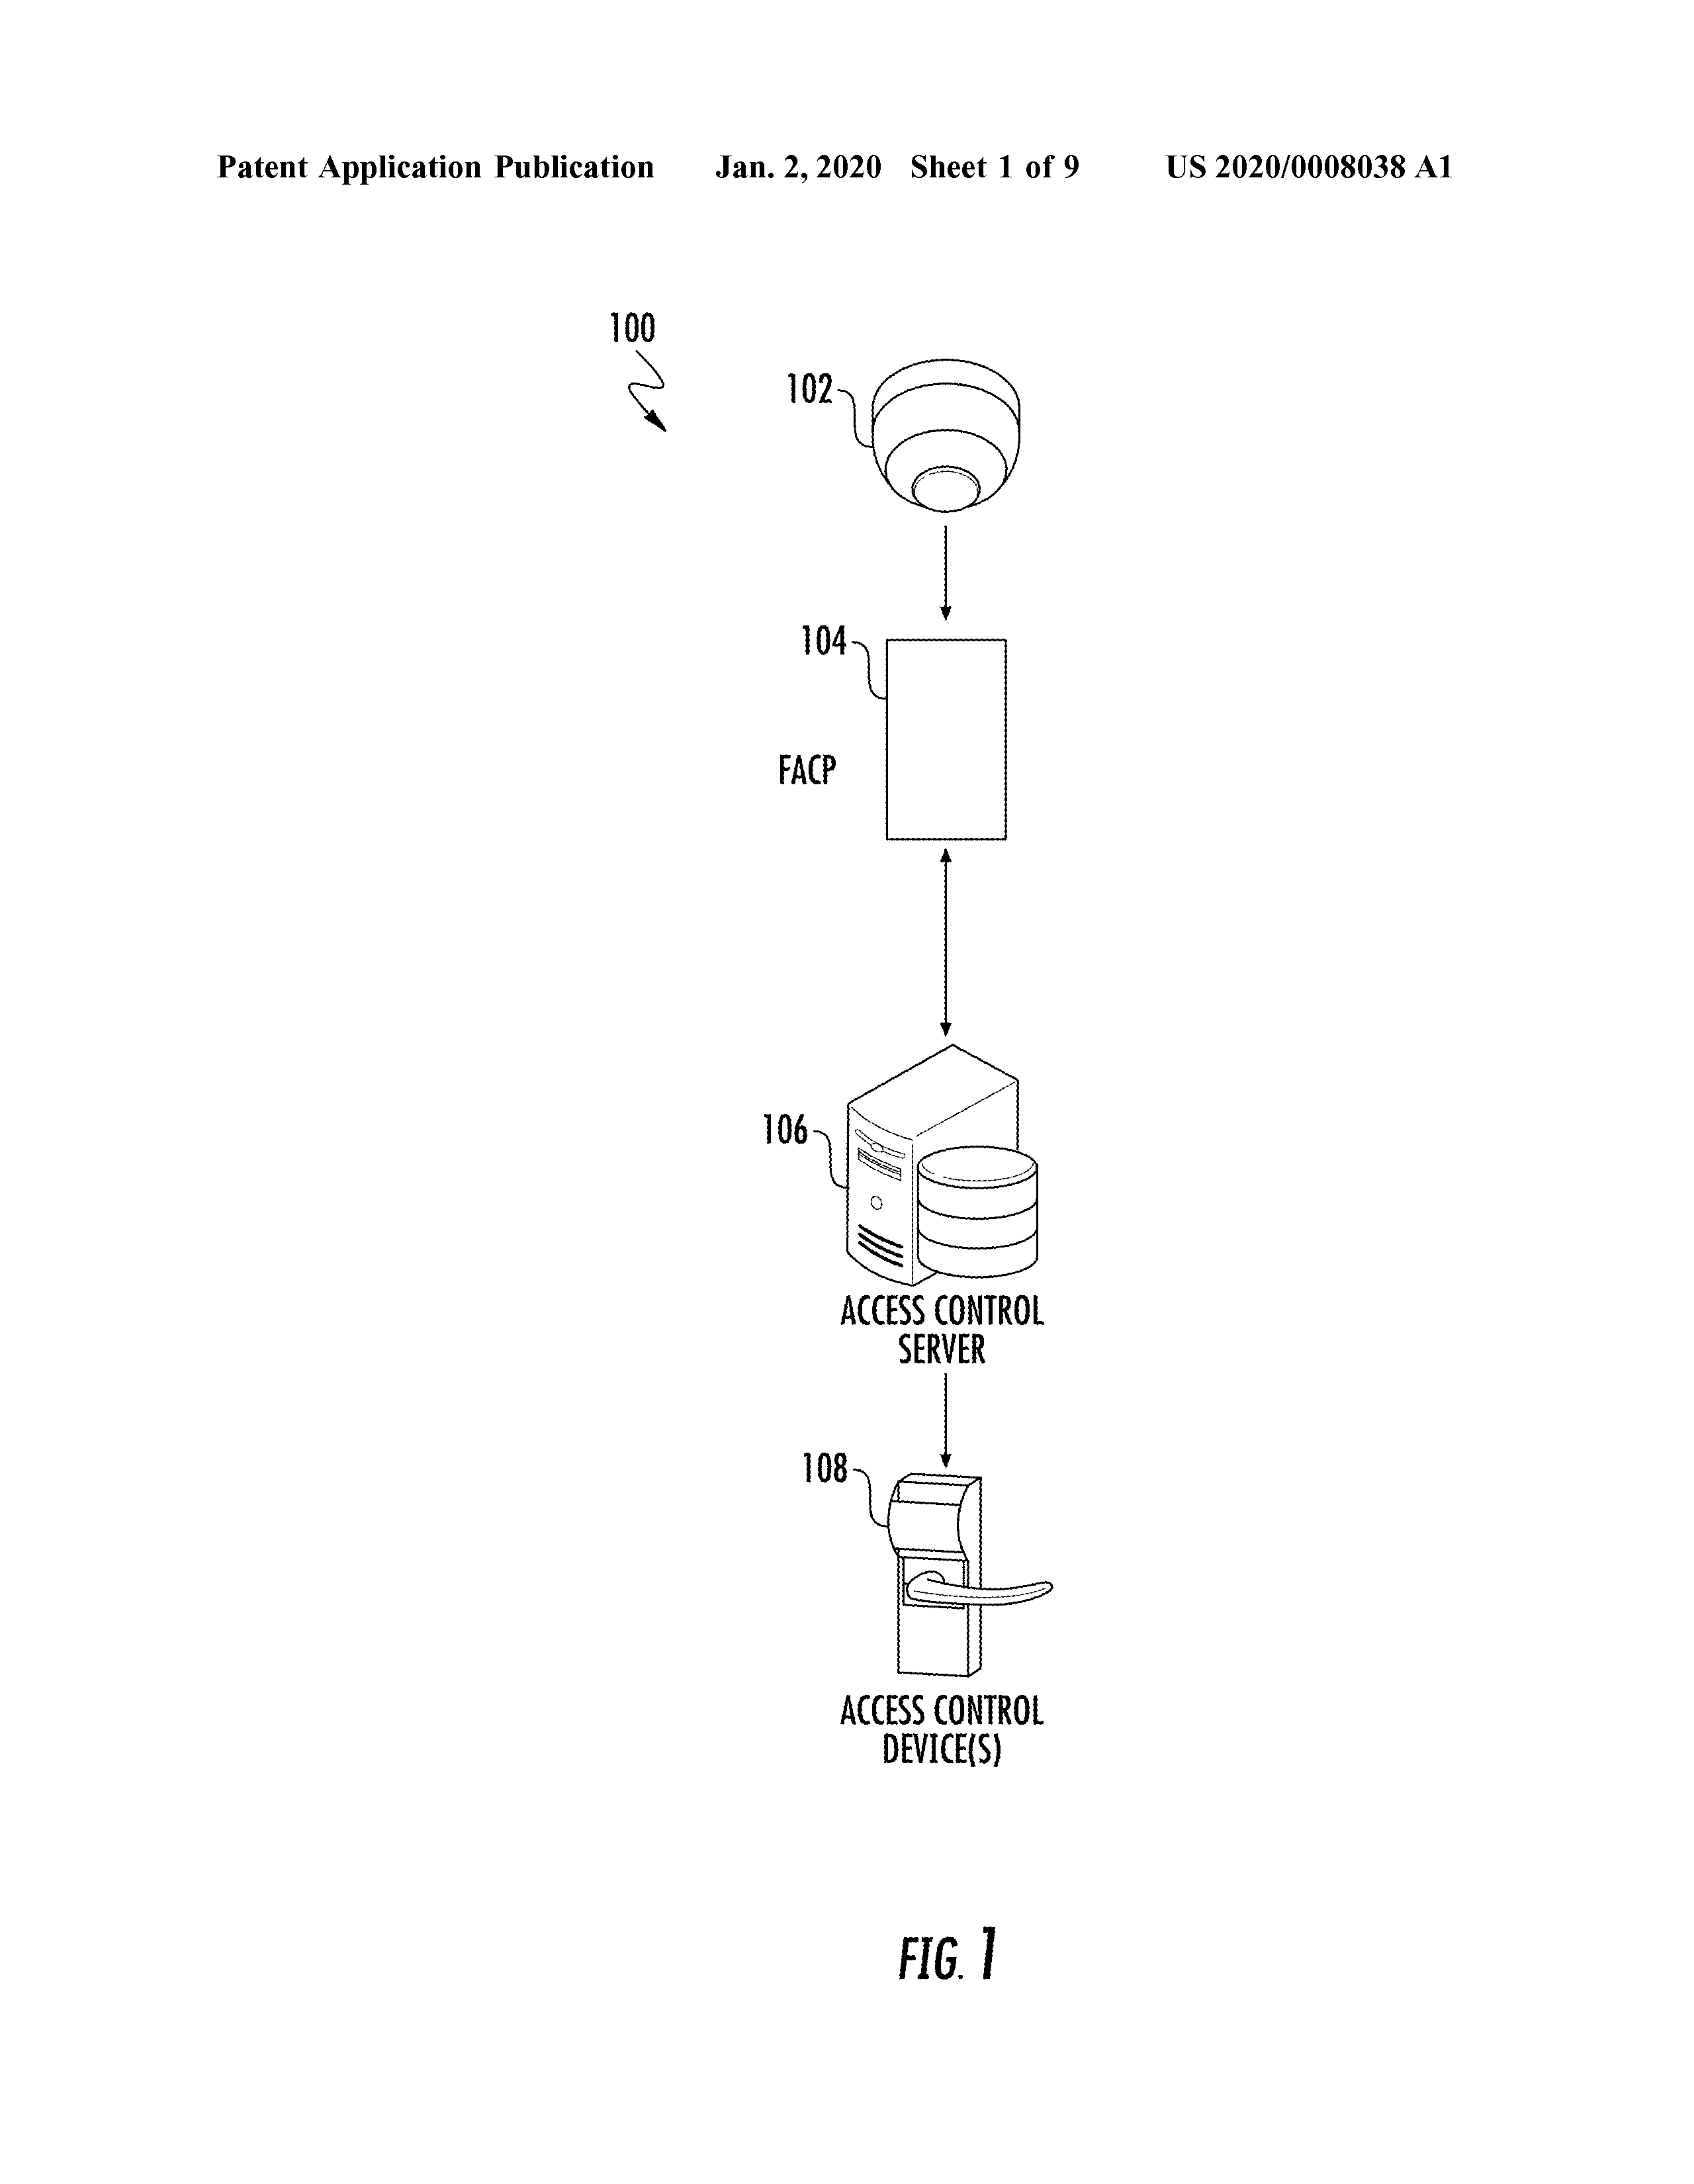 Patent Application Publication Jan. 2, 2020 Sheet 1 of 9 US 2020/0008038 A1
100
102
104
FACP
106
ACCESS CONTROL
SERVER
108
ACCESS CONTROL
DEVICE(S)
FIG. 1